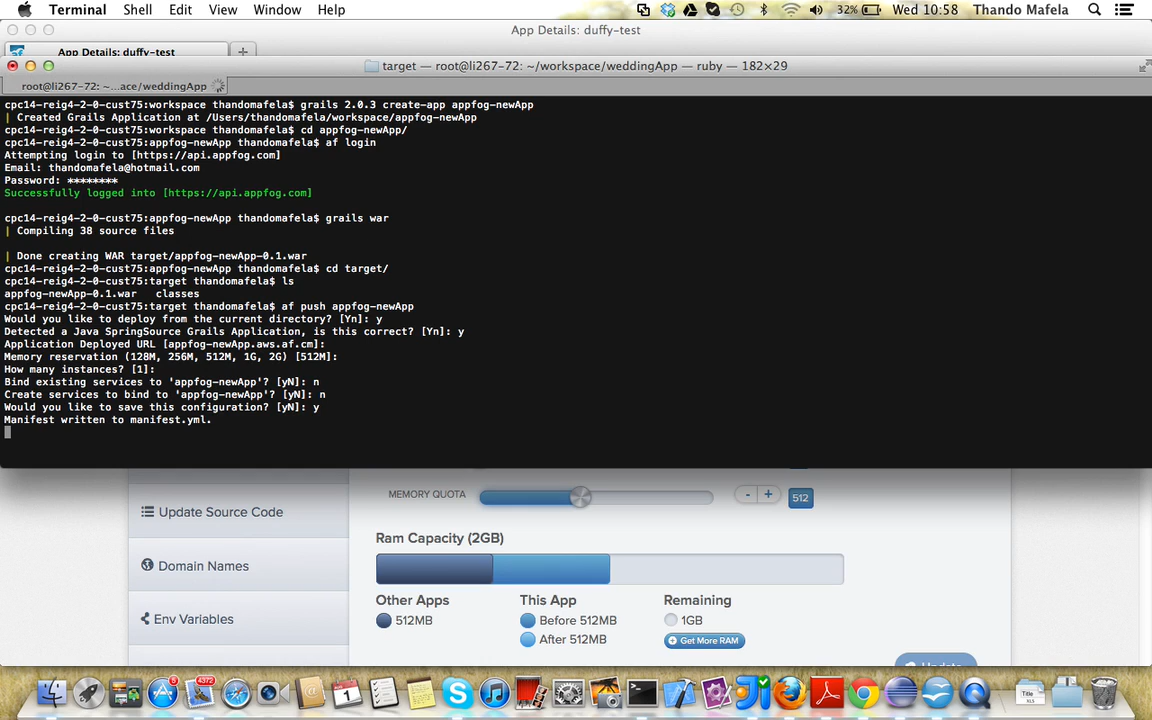 Terminal Shell Edit View Window Help 32% Wed 10:58 Thando Mafela
App Details: duffy-test
App Details: duffy-test +
target — root@li267-72: ~/workspace/weddingApp — ruby — 182×29
root@li267-72: ~...ace/weddingApp
cpc14-reig4-2-0-cust75:workspace thandomafela$ grails 2.0.3 create-app appfog-newApp
| Created Grails Application at /Users/thandomafela/workspace/appfog-newApp
cpc14-reig4-2-0-cust75:workspace thandomafela$ cd appfog-newApp/
cpc14-reig4-2-0-cust75:appfog-newApp thandomafela$ af login
Attempting login to [https://api.appfog.com]
Email: thandomafela@hotmail.com
Password: ********
Successfully logged into [https://api.appfog.com]
cpc14-reig4-2-0-cust75:appfog-newApp thandomafela$ grails war
| Compiling 38 source files
| Done creating WAR target/appfog-newApp-0.1.war
cpc14-reig4-2-0-cust75:appfog-newApp thandomafela$ cd target/
cpc14-reig4-2-0-cust75:target thandomafela$ ls
appfog-newApp-0.1.war classes
cpc14-reig4-2-0-cust75:target thandomafela$ af push appfog-newApp
Would you like to deploy from the current directory? [Yn]: y
Detected a Java SpringSource Grails Application, is this correct? [Yn]: y
Application Deployed URL [appfog-newApp.aws.af.cm]:
Memory reservation (128M, 256M, 512M, 1G, 2G) [512M]:
How many instances? [1]:
Bind existing services to 'appfog-newApp'? [yN]: n
Create services to bind to 'appfog-newApp'? [yN]: n
Would you like to save this configuration? [yN]: y
Manifest written to manifest.yml.
MEMORY QUOTA - + 512
Update Source Code
Ram Capacity (2GB)
Domain Names
Other Apps This App Remaining
512MB Before 512MB 1GB
Env Variables
After 512MB Get More RAM
5
4372
1
Title